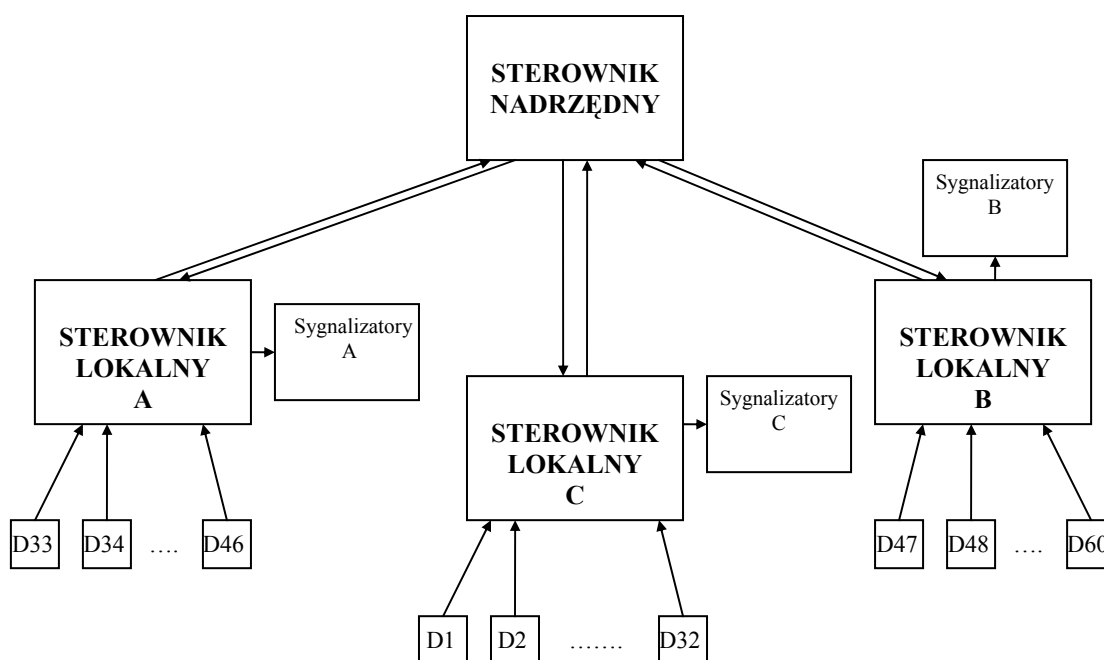 STEROWNIK
NADRZĘDNY
Sygnalizatory
B
STEROWNIK
LOKALNY
A
Sygnalizatory
A
STEROWNIK
LOKALNY
B
Sygnalizatory
C
STEROWNIK
LOKALNY
C
D33 D34 .... D46
D47 D48 .... D60
D1 D2 ....... D32